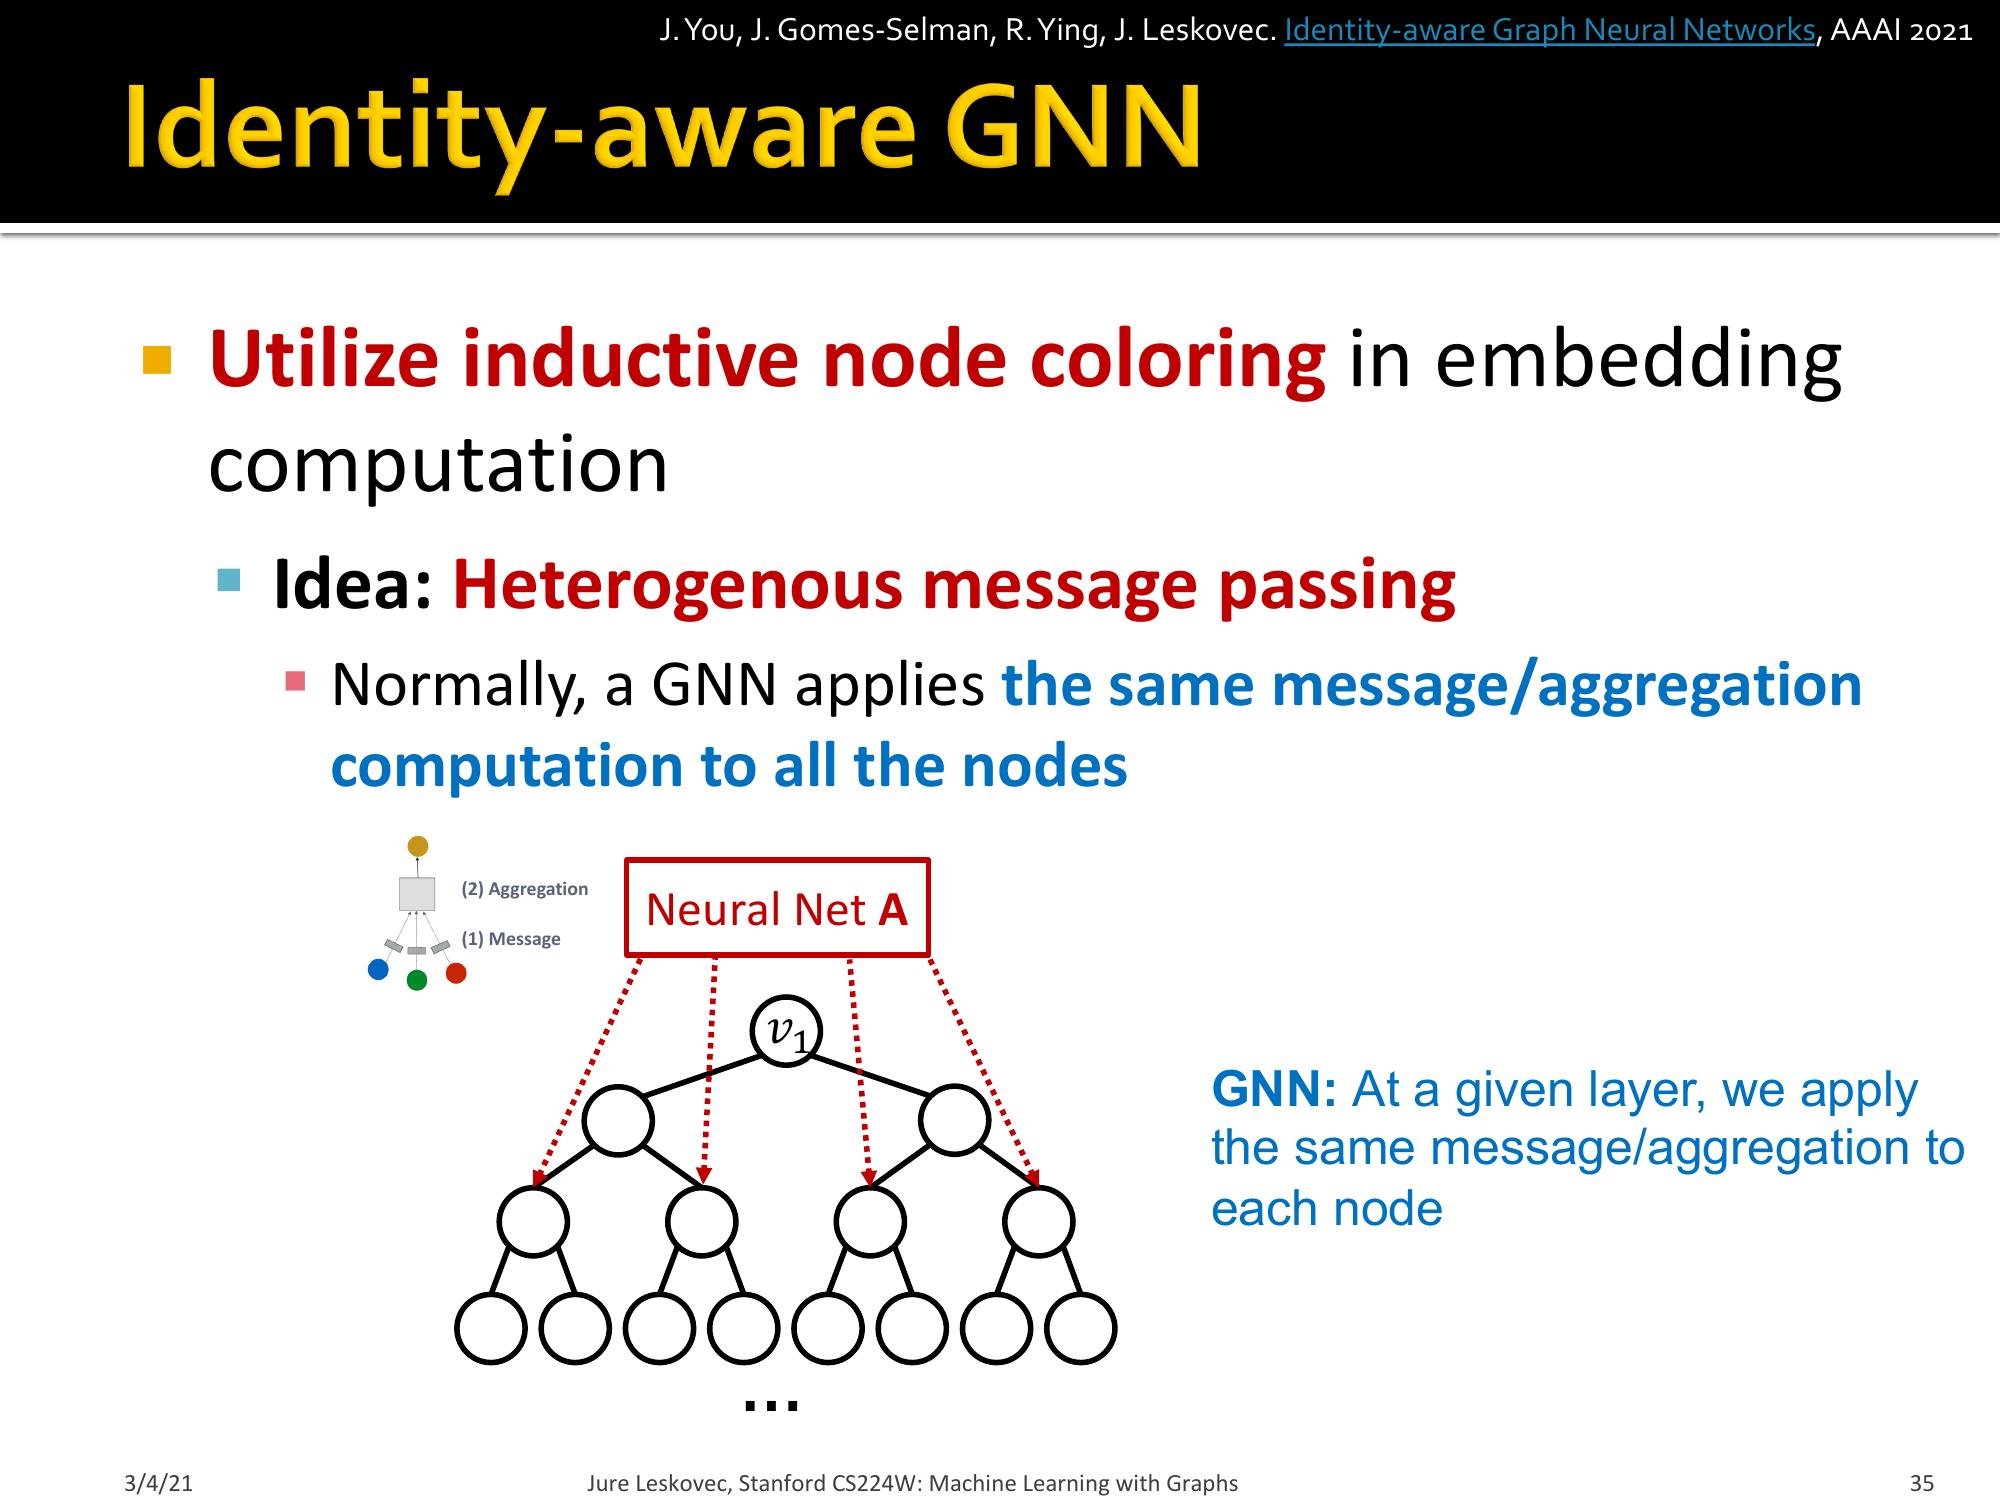 J. You, J. Gomes-Selman, R. Ying, J. Leskovec. Identity-aware Graph Neural Networks, AAAI 2021
Identity-aware GNN
Utilize inductive node coloring in embedding
computation
Idea: Heterogenous message passing
Normally, a GNN applies the same message/aggregation
computation to all the nodes
(2) Aggregation
(1) Message
Neural Net A
v₁
GNN: At a given layer, we apply
the same message/aggregation to
each node
...
3/4/21
Jure Leskovec, Stanford CS224W: Machine Learning with Graphs
35